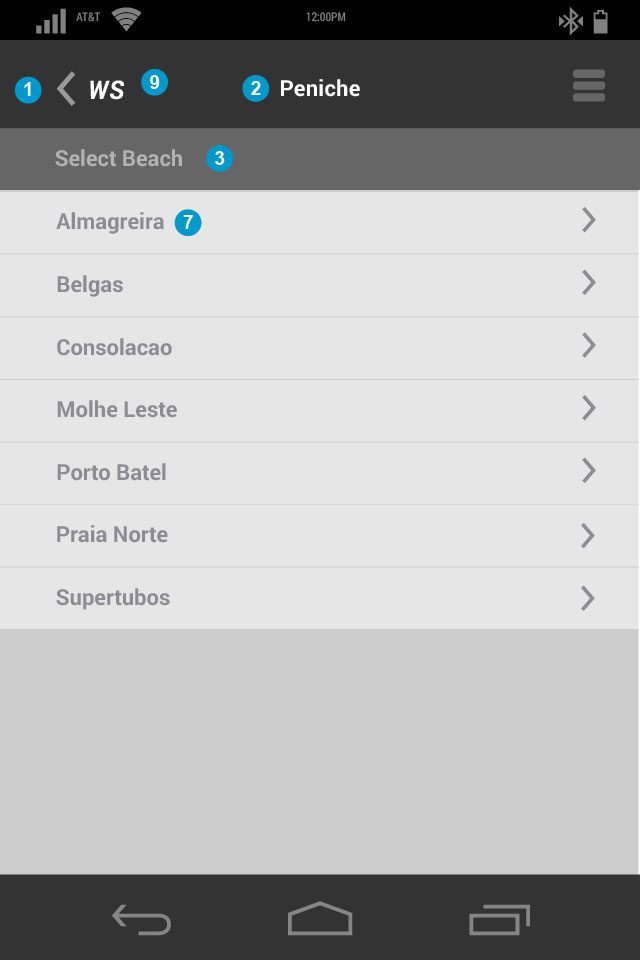 AT&T 12:00PM
1 WS 9 2 Peniche
Select Beach 3
Almagreira 7
Belgas
Consolacao
Molhe Leste
Porto Batel
Praia Norte
Supertubos